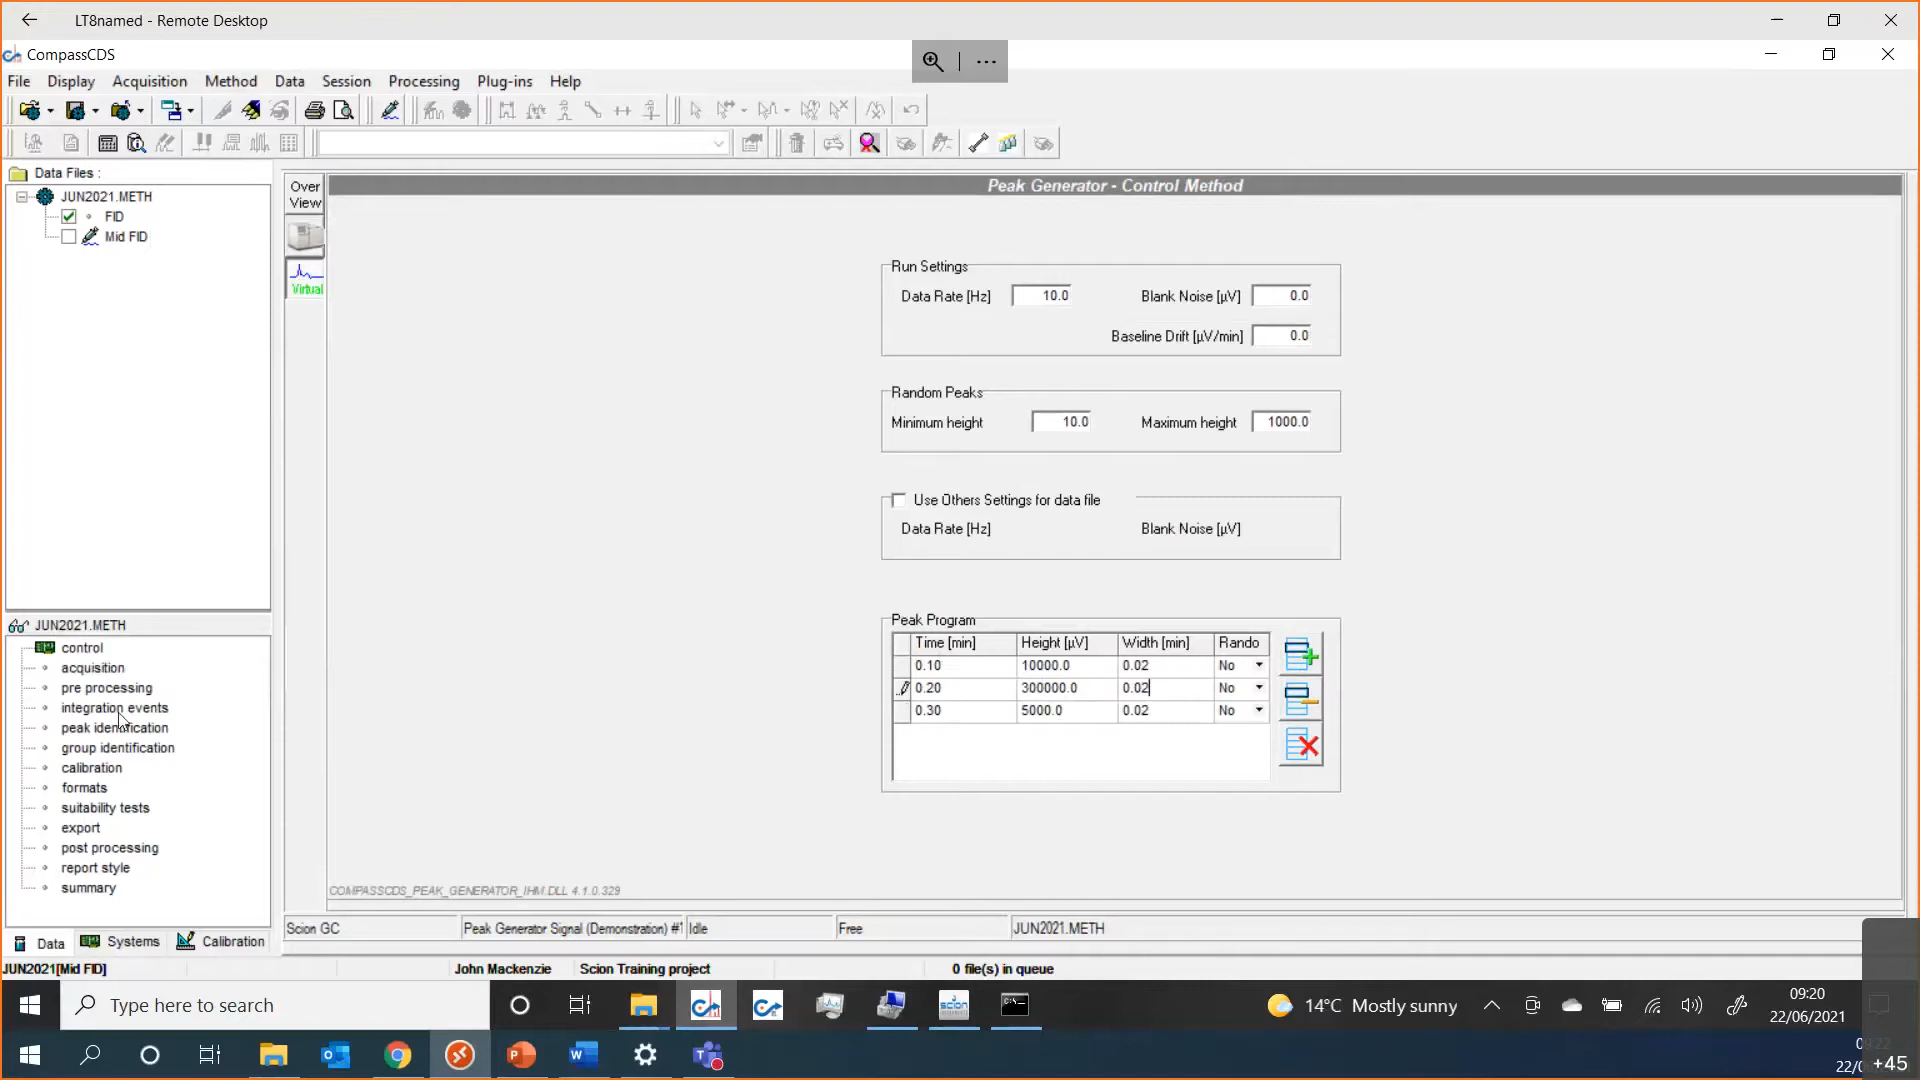 LT8named - Remote Desktop
CompassCDS
File Display Acquisition Method Data Session Processing Plug-ins Help
Data Files :
JUN2021.METH
FID
Mid FID
Over
View
Virtual
Peak Generator - Control Method
Run Settings
Data Rate [Hz] 10.0 Blank Noise [µV] 0.0
Baseline Drift [µV/min] 0.0
Random Peaks
Minimum height 10.0 Maximum height 1000.0
Use Others Settings for data file
Data Rate [Hz] Blank Noise [µV]
Peak Program
Time [min] Height [µV] Width [min] Rando
0.10 10000.0 0.02 No
0.20 300000.0 0.02 No
0.30 5000.0 0.02 No
JUN2021.METH
control
acquisition
pre processing
integration events
peak identification
group identification
calibration
formats
suitability tests
export
post processing
report style
summary
COMPASSCDS_PEAK_GENERATOR_IHM.DLL 4.1.0.329
Scion GC Peak Generator Signal (Demonstration) #1 Idle Free JUN2021.METH
Data Systems Calibration
JUN2021[Mid FID] John Mackenzie Scion Training project 0 file(s) in queue
Type here to search
scion
14°C Mostly sunny
09:20
22/06/2021
09:22
22/0
+45